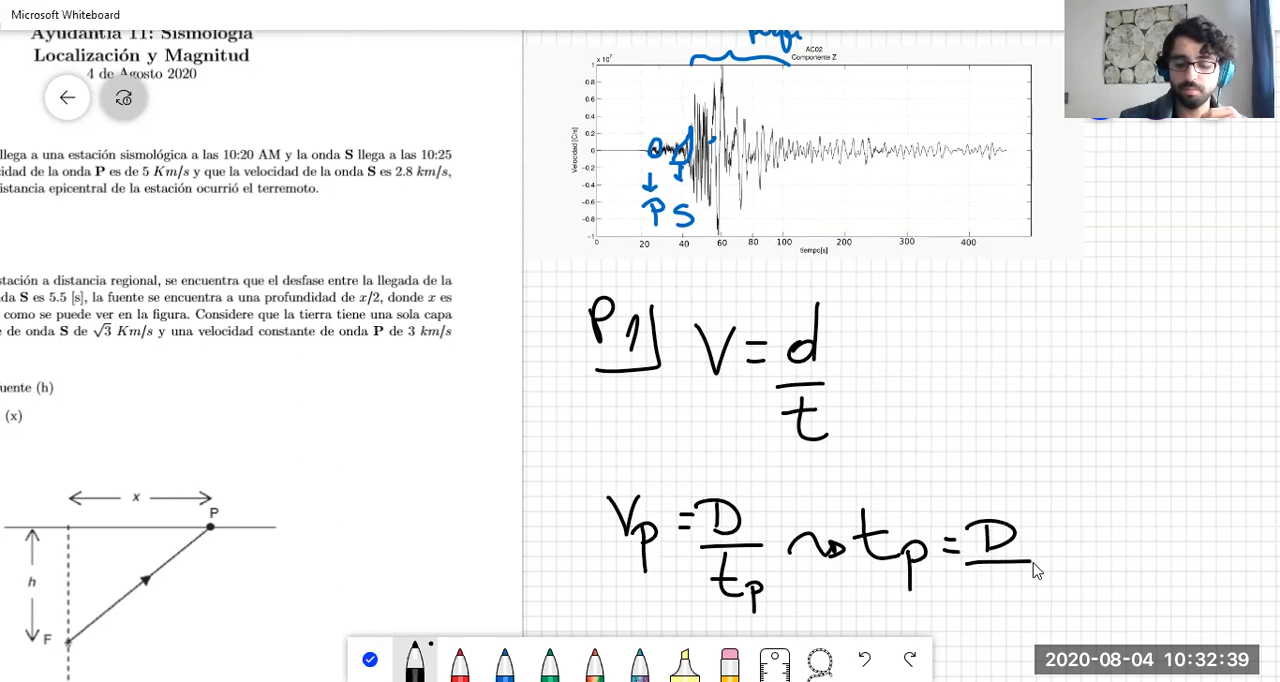 Microsoft Whiteboard
Ayudantía 11: Sismología
Localización y Magnitud
4 de Agosto 2020
llega a una estación sismológica a las 10:20 AM y la onda S llega a las 10:25
cidad de la onda P es de 5 Km/s y que la velocidad de la onda S es 2.8 km/s,
istancia epicentral de la estación ocurrió el terremoto.
stación a distancia regional, se encuentra que el desfase entre la llegada de la
da S es 5.5 [s], la fuente se encuentra a una profundidad de x/2, donde x es
como se puede ver en la figura. Considere que la tierra tiene una sola capa
e de onda S de √3 Km/s y una velocidad constante de onda P de 3 km/s
uente (h)
(x)
x
P
h
F
AC02
Componente Z
x 10⁷
1
0.8
0.6
0.4
0.2
0
-0.2
-0.4
-0.6
-0.8
-1
Velocidad [C/s]
0 20 40 60 80 100 200 300 400
tiempo[s]
P S
P1
V = d/t
Vp = D/tp ⇝ tp = D
2020-08-04 10:32:39